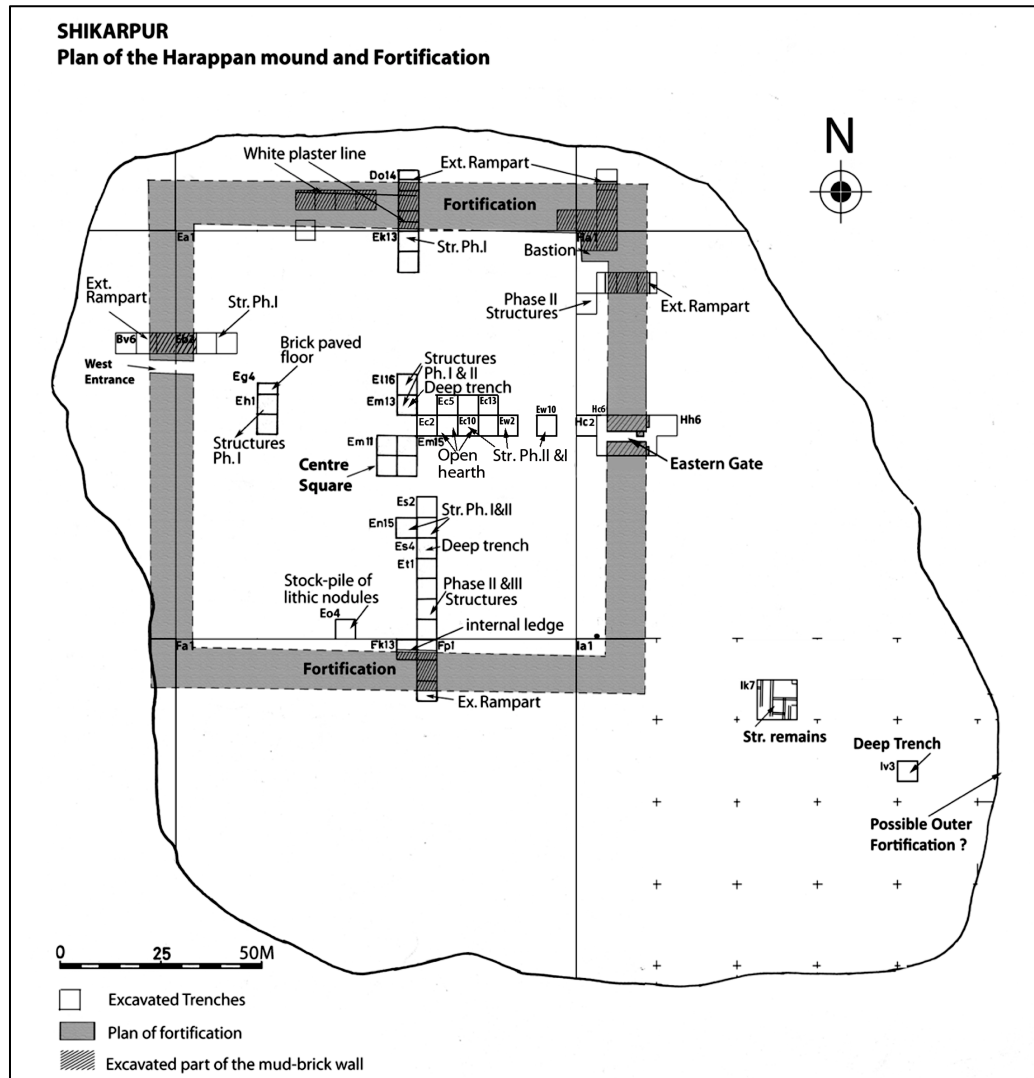 SHIKARPUR
Plan of the Harappan mound and Fortification
N
White plaster line
Do14
Ext. Rampart
Fortification
Ea1
Ek13
Str. Ph.I
Ha1
Bastion
Ext.
Rampart
Str. Ph.I
Phase II
Structures
Ext. Rampart
Bv6
West
Entrance
Brick paved
floor
Eg4
Eh1
Structures
Ph. I
Structures
Ph. I & II
El16
Deep trench
Em13
Ec5
Ec13
Ec2
Ec10
Ew2
Ew10
Hc6
Hc2
Hh6
Em11
Em15
Open
hearth
Str. Ph.II &I
Eastern Gate
Centre
Square
Es2
En15
Str. Ph. I&II
Es4
Deep trench
Et1
Stock-pile of
lithic nodules
Eo4
Phase II &III
Structures
internal ledge
Fa1
Fk13
Fp1
Ia1
Fortification
Ex. Rampart
Ik7
Str. remains
Deep Trench
Iv3
Possible Outer
Fortification ?
0 25 50M
Excavated Trenches
Plan of fortification
Excavated part of the mud-brick wall